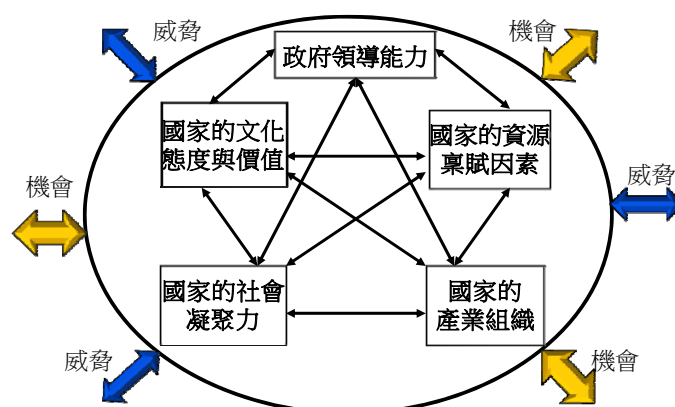 威脅
機會
政府領導能力
國家的文化
態度與價值
國家的資源
稟賦因素
機會
威脅
國家的社會
凝聚力
國家的
產業組織
威脅
機會